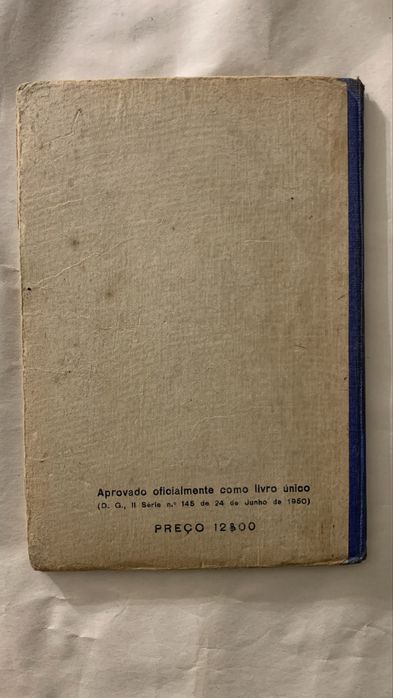 Aprovado oficialmente como livro único
(D. G., II Série n.º 145 de 24 de Junho de 1950)
PREÇO 12$00